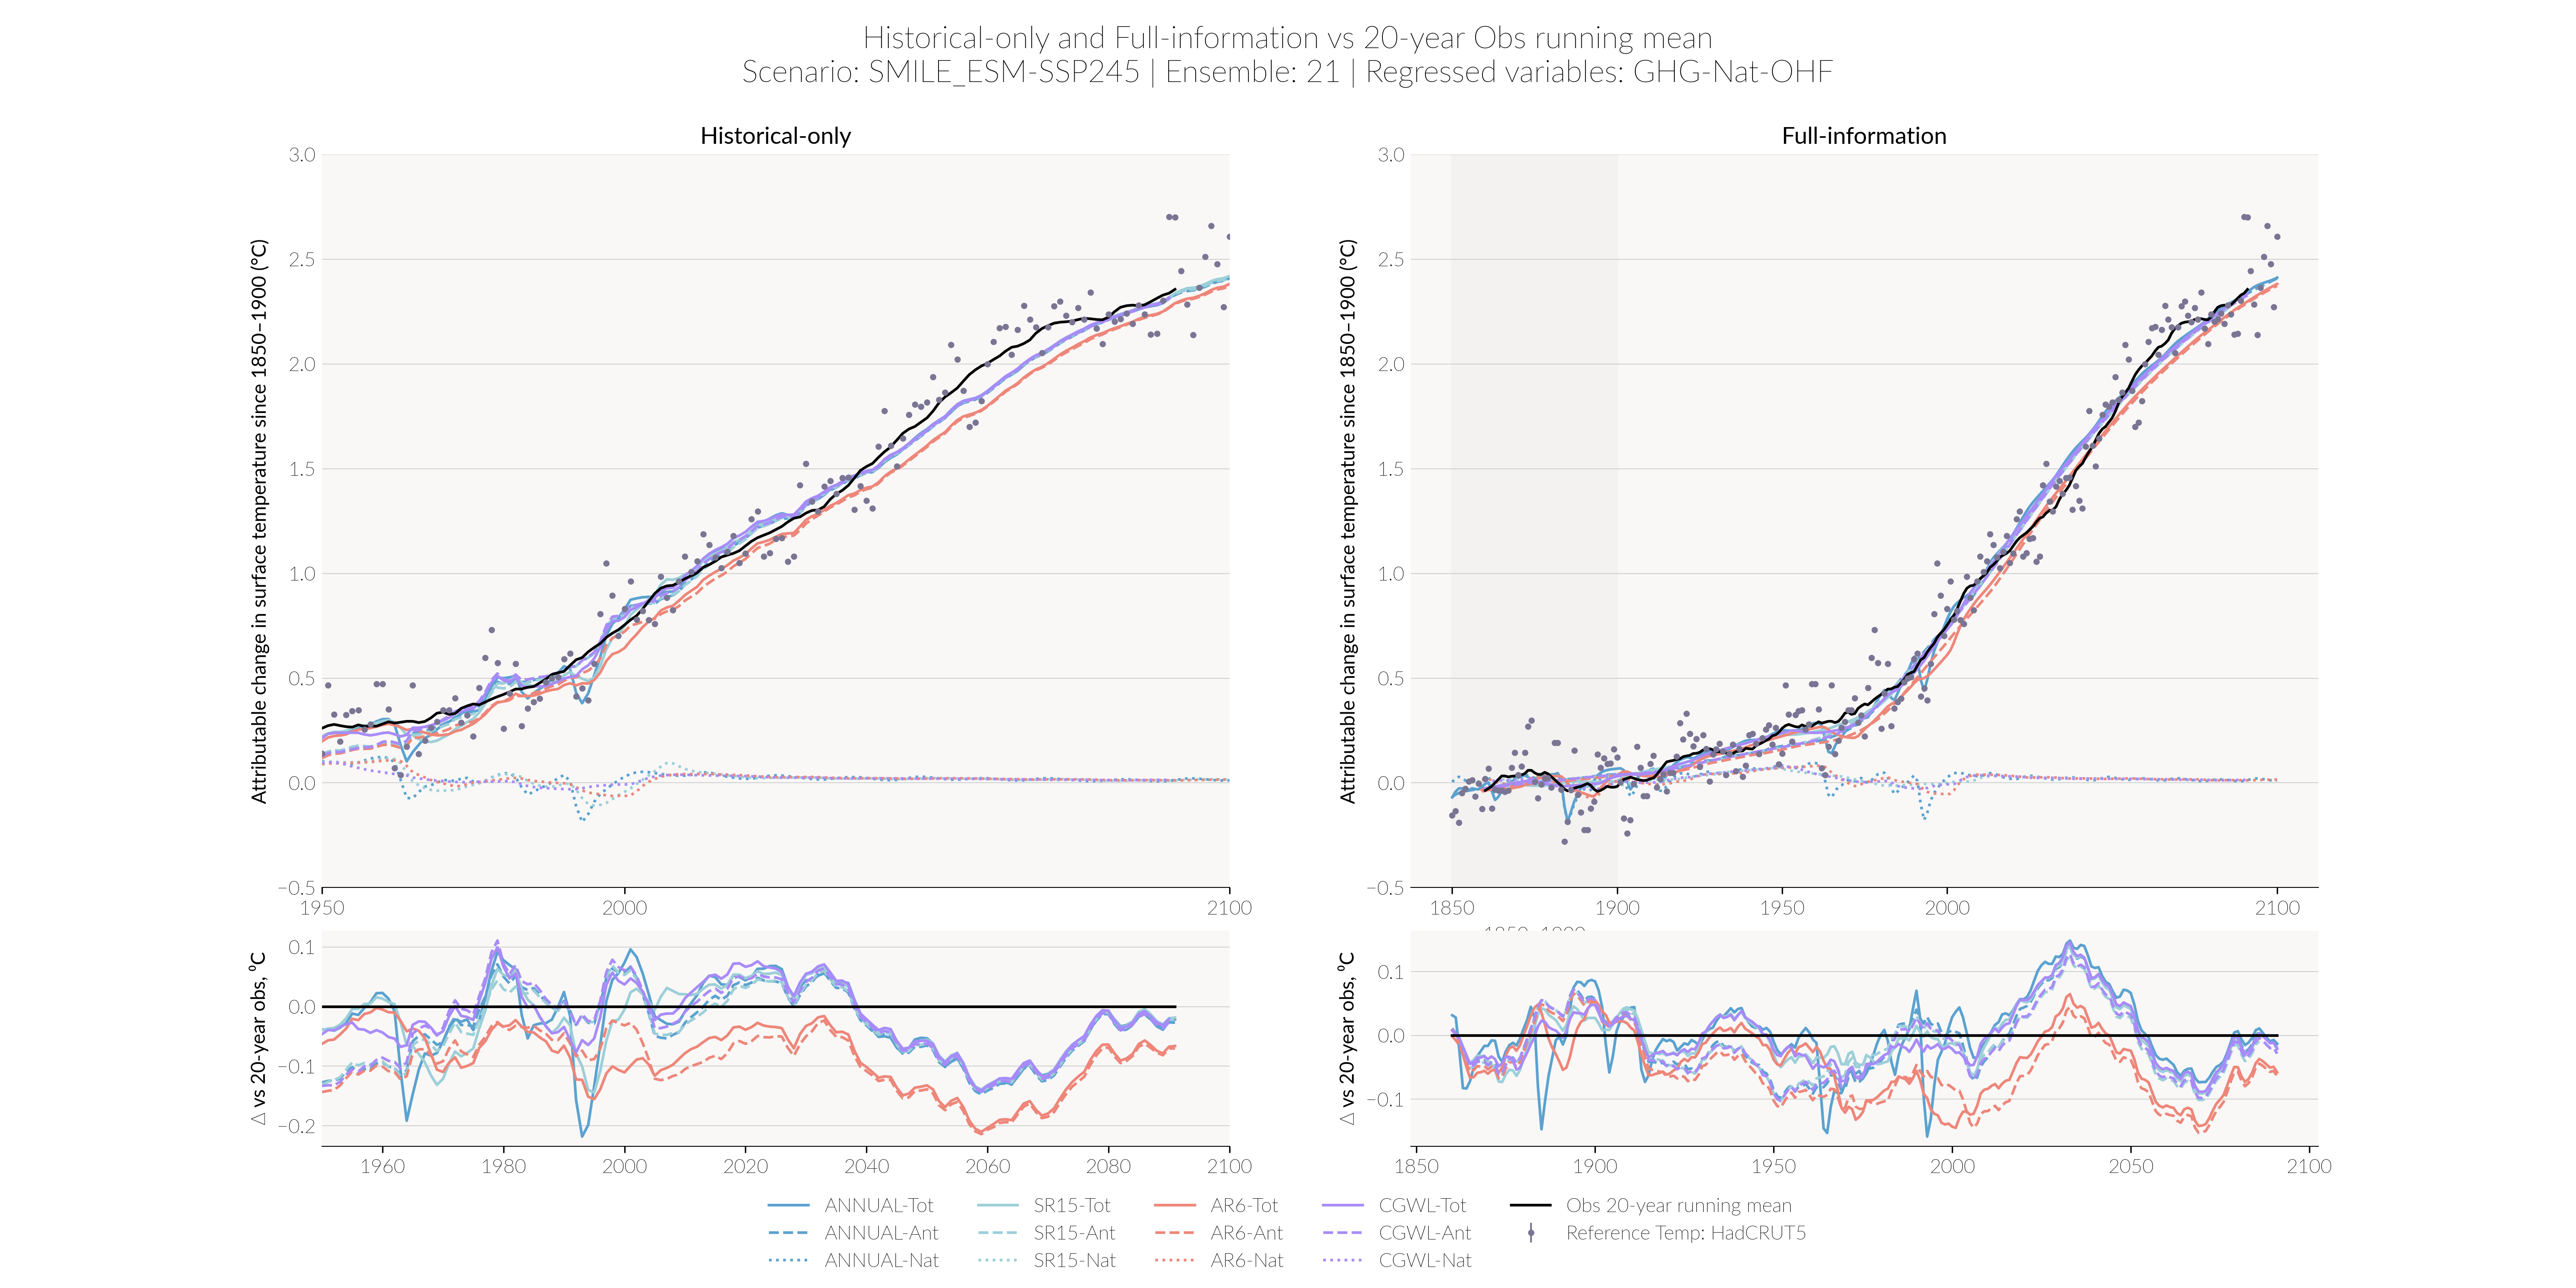 Historical-only and Full-information vs 20-year Obs running mean
Scenario: SMILE_ESM-SSP245 | Ensemble: 21 | Regressed variables: GHG-Nat-OHF
Historical-only
Attributable change in surface temperature since 1850–1900 (°C)
3.0
2.5
2.0
1.5
1.0
0.5
0.0
−0.5
1950 2000 2100
Full-information
Attributable change in surface temperature since 1850–1900 (°C)
3.0
2.5
2.0
1.5
1.0
0.5
0.0
−0.5
1850 1900 1950 2000 2100
△ vs 20-year obs, ⁰C
0.1
0.0
−0.1
−0.2
1960 1980 2000 2020 2040 2060 2080 2100
△ vs 20-year obs, ⁰C
0.1
0.0
−0.1
1850 1900 1950 2000 2050 2100
ANNUAL-Tot SR15-Tot AR6-Tot CGWL-Tot Obs 20-year running mean
ANNUAL-Ant SR15-Ant AR6-Ant CGWL-Ant Reference Temp: HadCRUT5
ANNUAL-Nat SR15-Nat AR6-Nat CGWL-Nat